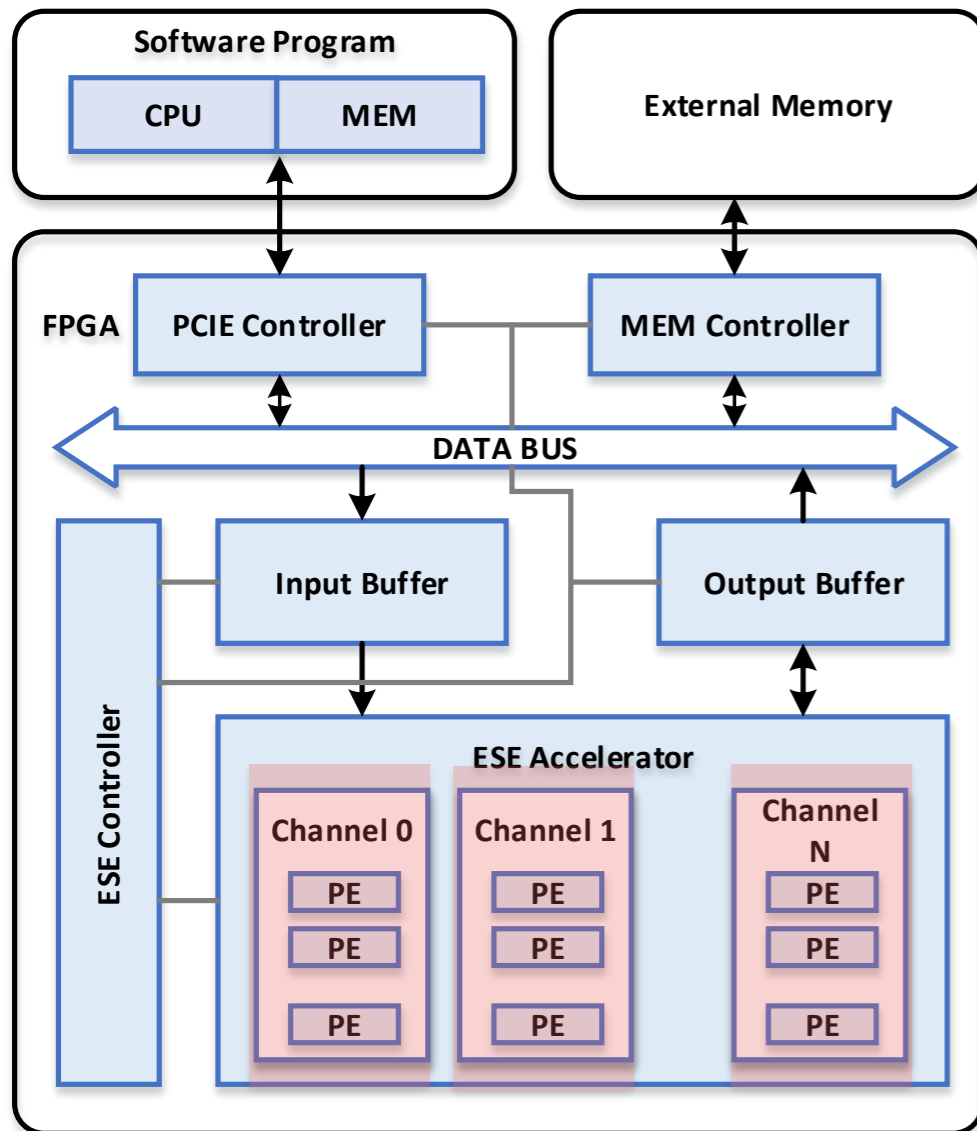 Software Program
CPU
MEM
External Memory
FPGA
PCIE Controller
MEM Controller
DATA BUS
Input Buffer
Output Buffer
ESE Controller
ESE Accelerator
Channel 0
PE
PE
PE
Channel 1
PE
PE
PE
Channel
N
PE
PE
PE